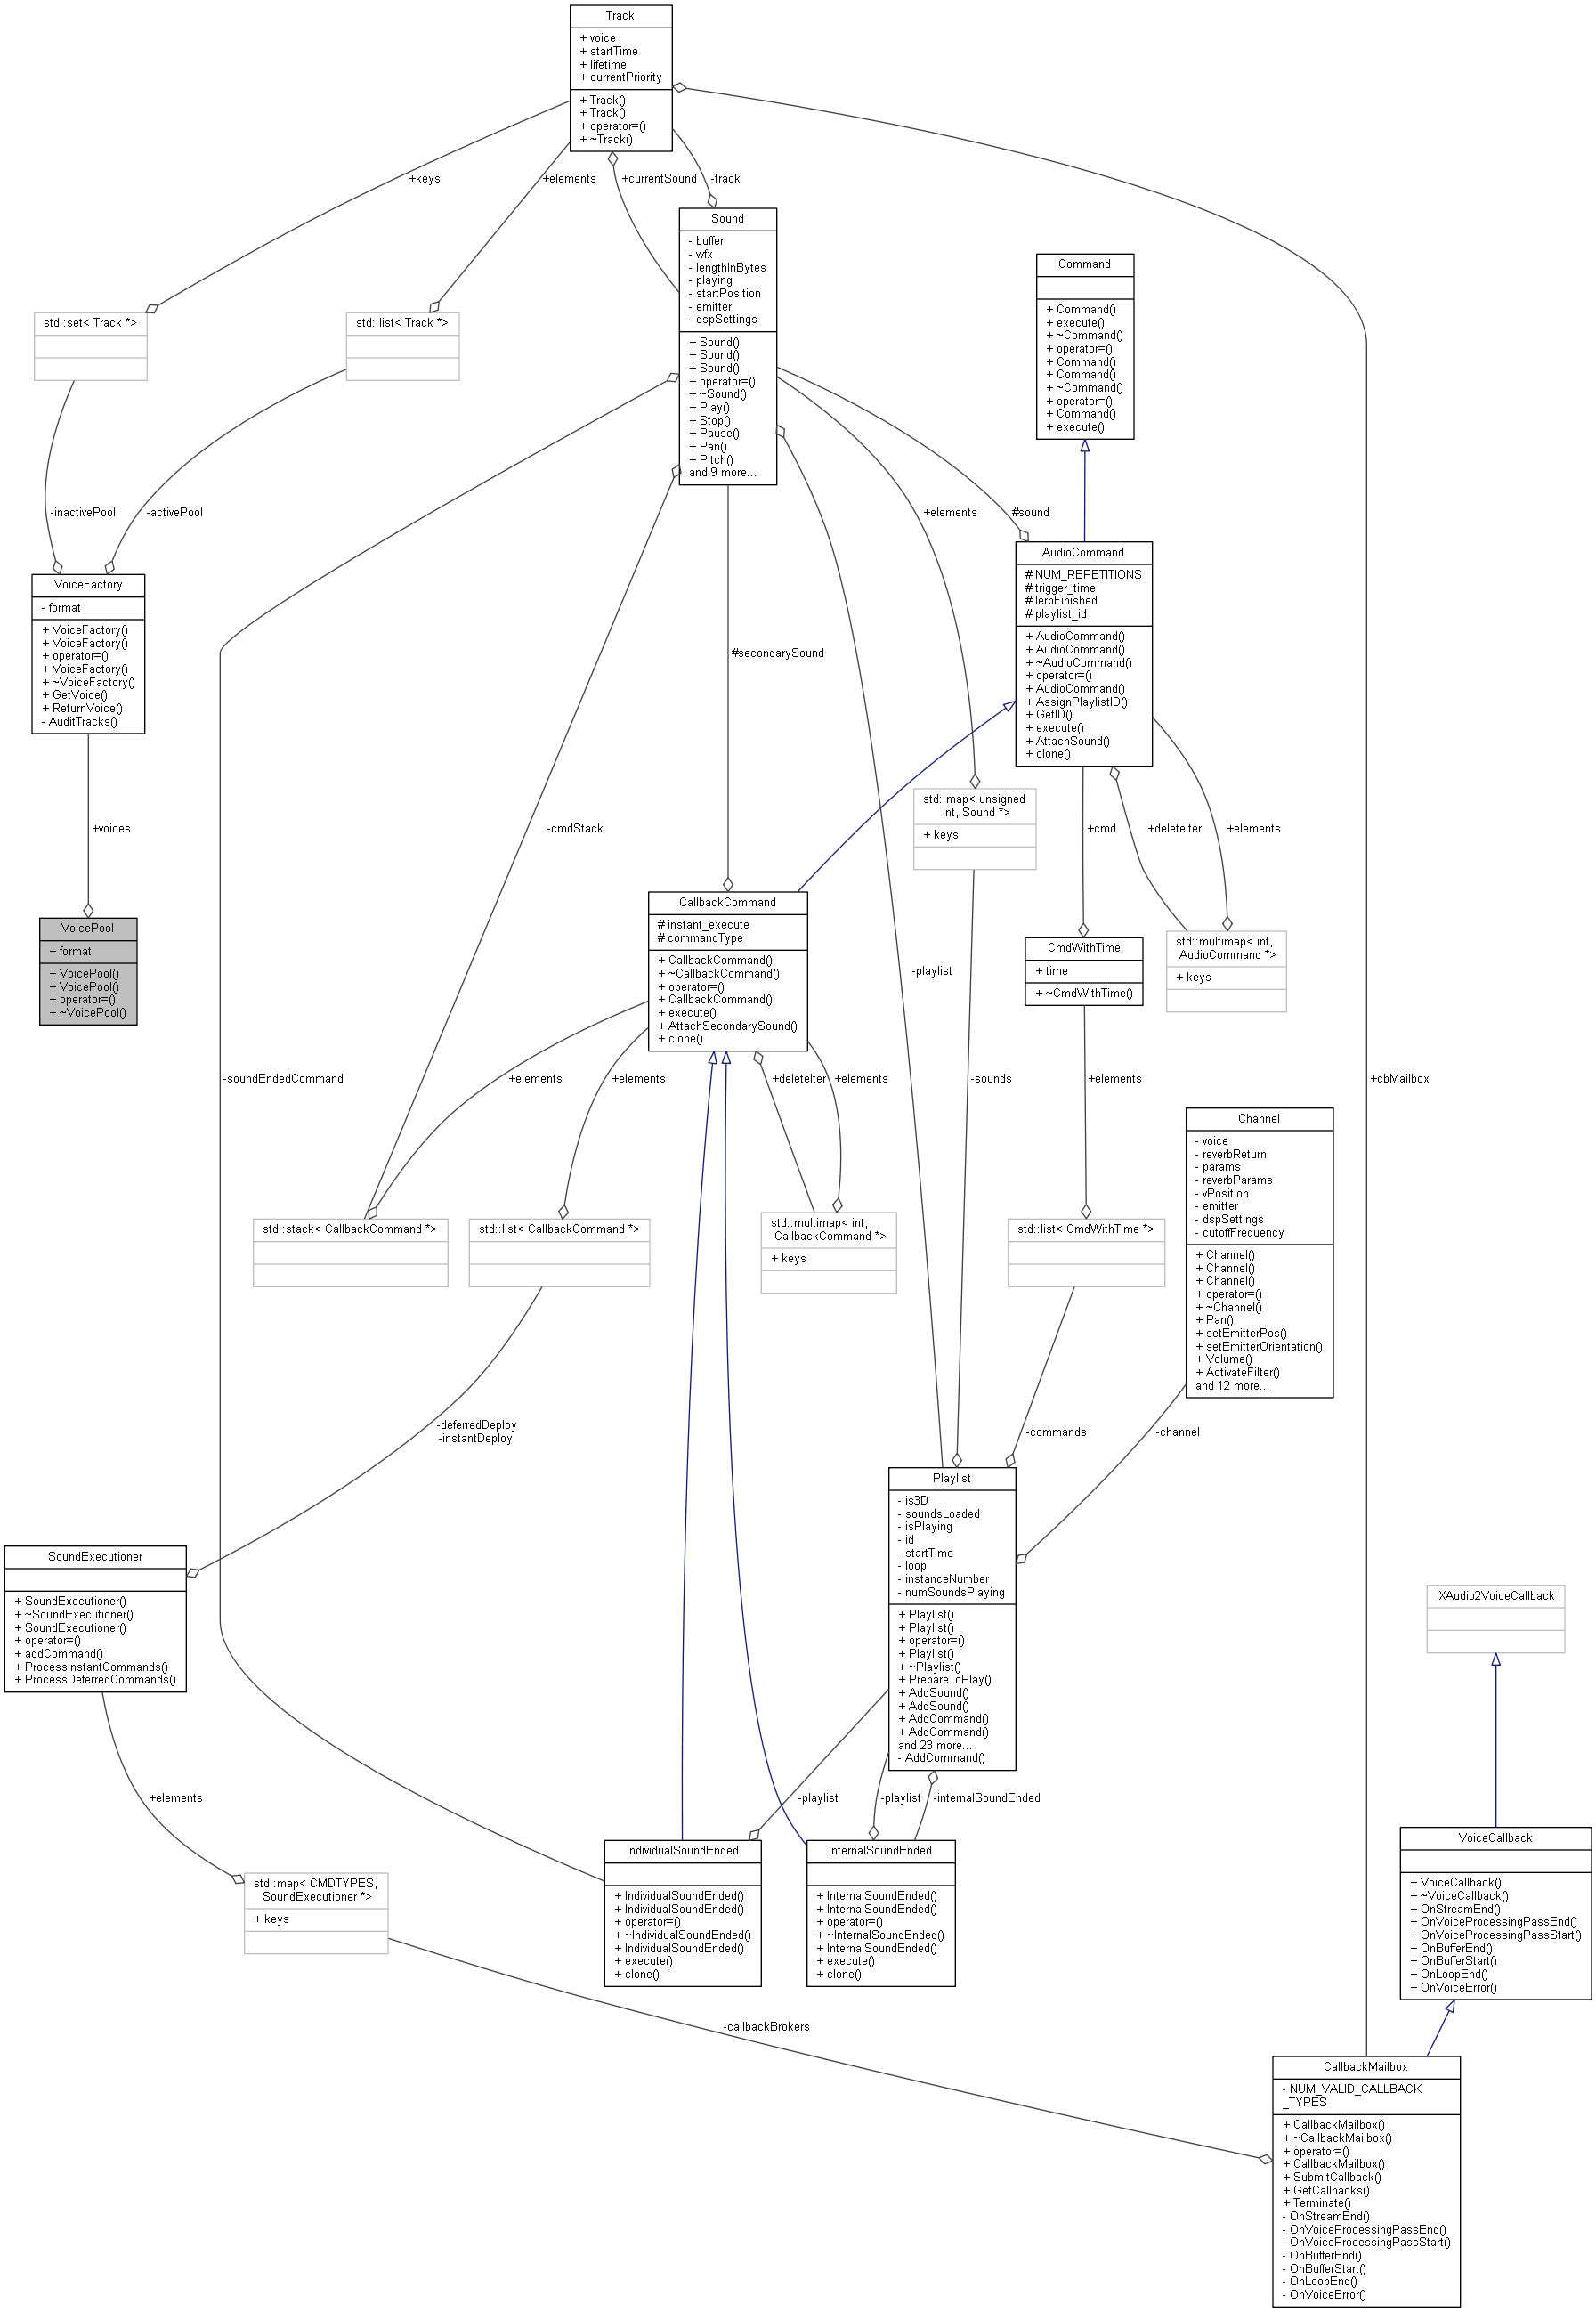 Track
+ voice
+ startTime
+ lifetime
+ currentPriority
+ Track()
+ Track()
+ operator=()
+ ~Track()
+keys
+elements
+currentSound
-track
Sound
- buffer
- wfx
- lengthInBytes
- playing
- startPosition
- emitter
- dspSettings
+ Sound()
+ Sound()
+ Sound()
+ operator=()
+ ~Sound()
+ Play()
+ Stop()
+ Pause()
+ Pan()
+ Pitch()
and 9 more...
Command
+ Command()
+ execute()
+ ~Command()
+ operator=()
+ Command()
+ Command()
+ ~Command()
+ operator=()
+ Command()
+ execute()
std::set< Track *>
std::list< Track *>
-inactivePool
-activePool
+elements
#sound
AudioCommand
# NUM_REPETITIONS
# trigger_time
# lerpFinished
# playlist_id
+ AudioCommand()
+ AudioCommand()
+ ~AudioCommand()
+ operator=()
+ AudioCommand()
+ AssignPlaylistID()
+ GetID()
+ execute()
+ AttachSound()
+ clone()
VoiceFactory
- format
+ VoiceFactory()
+ VoiceFactory()
+ operator=()
+ VoiceFactory()
+ ~VoiceFactory()
+ GetVoice()
+ ReturnVoice()
- AuditTracks()
#secondarySound
+voices
-cmdStack
std::map< unsigned
int, Sound *>
+ keys
+cmd
+deleteIter
+elements
VoicePool
+ format
+ VoicePool()
+ VoicePool()
+ operator=()
+ ~VoicePool()
CallbackCommand
# instant_execute
# commandType
+ CallbackCommand()
+ ~CallbackCommand()
+ operator=()
+ CallbackCommand()
+ execute()
+ AttachSecondarySound()
+ clone()
-playlist
CmdWithTime
+ time
+ ~CmdWithTime()
std::multimap< int,
AudioCommand *>
+ keys
-soundEndedCommand
+elements
+elements
+deleteIter
+elements
-sounds
+elements
+cbMailbox
Channel
- voice
- reverbReturn
- params
- reverbParams
- vPosition
- emitter
- dspSettings
- cutoffFrequency
+ Channel()
+ Channel()
+ Channel()
+ operator=()
+ ~Channel()
+ Pan()
+ setEmitterPos()
+ setEmitterOrientation()
+ Volume()
+ ActivateFilter()
and 12 more...
std::stack< CallbackCommand *>
std::list< CallbackCommand *>
std::multimap< int,
CallbackCommand *>
+ keys
std::list< CmdWithTime *>
-deferredDeploy
-instantDeploy
-commands
-channel
Playlist
- is3D
- soundsLoaded
- isPlaying
- id
- startTime
- loop
- instanceNumber
- numSoundsPlaying
+ Playlist()
+ Playlist()
+ operator=()
+ Playlist()
+ ~Playlist()
+ PrepareToPlay()
+ AddSound()
+ AddSound()
+ AddCommand()
+ AddCommand()
and 23 more...
- AddCommand()
SoundExecutioner
+ SoundExecutioner()
+ ~SoundExecutioner()
+ SoundExecutioner()
+ operator=()
+ addCommand()
+ ProcessInstantCommands()
+ ProcessDeferredCommands()
IXAudio2VoiceCallback
+elements
-playlist
-playlist
-internalSoundEnded
std::map< CMDTYPES,
SoundExecutioner *>
+ keys
IndividualSoundEnded
+ IndividualSoundEnded()
+ IndividualSoundEnded()
+ operator=()
+ ~IndividualSoundEnded()
+ IndividualSoundEnded()
+ execute()
+ clone()
InternalSoundEnded
+ InternalSoundEnded()
+ InternalSoundEnded()
+ operator=()
+ ~InternalSoundEnded()
+ InternalSoundEnded()
+ execute()
+ clone()
VoiceCallback
+ VoiceCallback()
+ ~VoiceCallback()
+ OnStreamEnd()
+ OnVoiceProcessingPassEnd()
+ OnVoiceProcessingPassStart()
+ OnBufferEnd()
+ OnBufferStart()
+ OnLoopEnd()
+ OnVoiceError()
-callbackBrokers
CallbackMailbox
- NUM_VALID_CALLBACK
_TYPES
+ CallbackMailbox()
+ ~CallbackMailbox()
+ operator=()
+ CallbackMailbox()
+ SubmitCallback()
+ GetCallbacks()
+ Terminate()
- OnStreamEnd()
- OnVoiceProcessingPassEnd()
- OnVoiceProcessingPassStart()
- OnBufferEnd()
- OnBufferStart()
- OnLoopEnd()
- OnVoiceError()